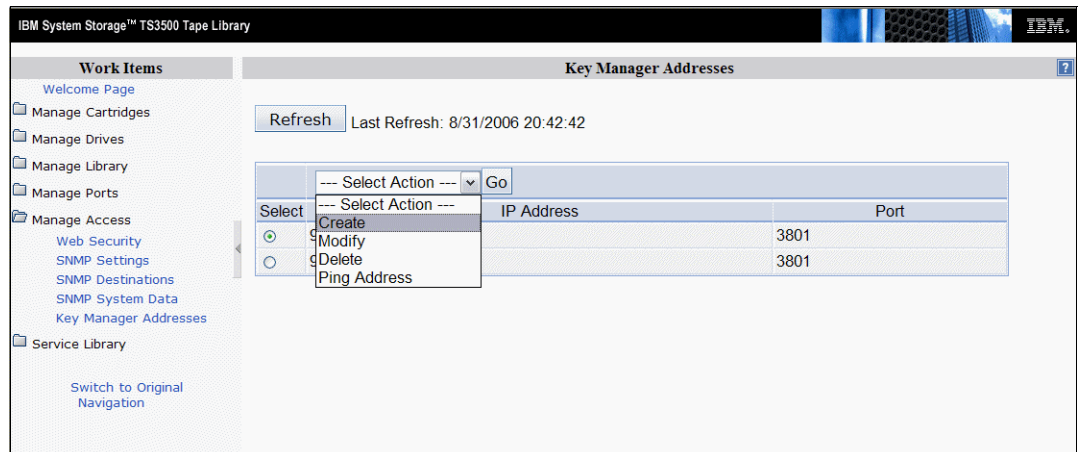 IBM System Storage™ TS3500 Tape Library
IBM.
Work Items
Welcome Page
Manage Cartridges
Manage Drives
Manage Library
Manage Ports
Manage Access
Web Security
SNMP Settings
SNMP Destinations
SNMP System Data
Key Manager Addresses
Service Library
Switch to Original
Navigation
Key Manager Addresses
?
Refresh Last Refresh: 8/31/2006 20:42:42
--- Select Action --- Go
--- Select Action ---
Create
Modify
Delete
Ping Address
Select IP Address Port
9 3801
9 3801